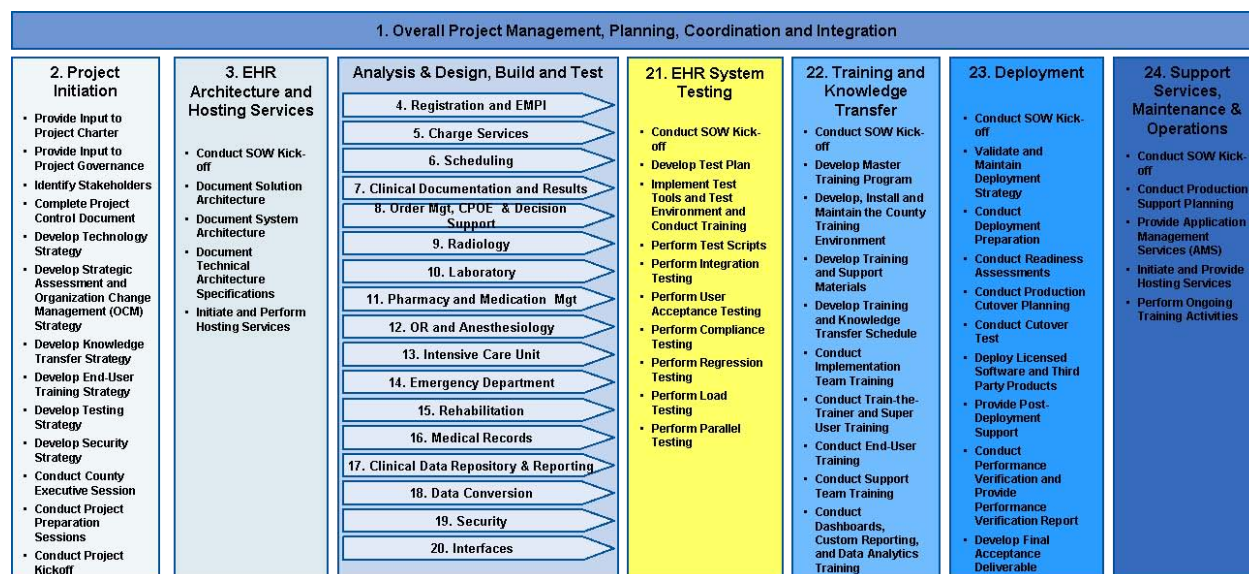 1. Overall Project Management, Planning, Coordination and Integration
2. Project
Initiation
• Provide Input to
Project Charter
• Provide Input to
Project Governance
• Identify Stakeholders
• Complete Project
Control Document
• Develop Technology
Strategy
• Develop Strategic
Assessment and
Organization Change
Management (OCM)
Strategy
• Develop Knowledge
Transfer Strategy
• Develop End-User
Training Strategy
• Develop Testing
Strategy
• Develop Security
Strategy
• Conduct County
Executive Session
• Conduct Project
Preparation
Sessions
• Conduct Project
Kickoff
3. EHR
Architecture and
Hosting Services
• Conduct SOW Kick-
off
• Document Solution
Architecture
• Document System
Architecture
• Document
Technical
Architecture
Specifications
• Initiate and Perform
Hosting Services
Analysis & Design, Build and Test
4. Registration and EMPI
5. Charge Services
6. Scheduling
7. Clinical Documentation and Results
8. Order Mgt, CPOE & Decision
Support
9. Radiology
10. Laboratory
11. Pharmacy and Medication Mgt
12. OR and Anesthesiology
13. Intensive Care Unit
14. Emergency Department
15. Rehabilitation
16. Medical Records
17. Clinical Data Repository & Reporting
18. Data Conversion
19. Security
20. Interfaces
21. EHR System
Testing
• Conduct SOW Kick-
off
• Develop Test Plan
• Implement Test
Tools and Test
Environment and
Conduct Training
• Perform Test Scripts
• Perform Integration
Testing
• Perform User
Acceptance Testing
• Perform Compliance
Testing
• Perform Regression
Testing
• Perform Load
Testing
• Perform Parallel
Testing
22. Training and
Knowledge
Transfer
• Conduct SOW Kick-
off
• Develop Master
Training Program
• Develop, Install and
Maintain the County
Training
Environment
• Develop Training
and Support
Materials
• Develop Training
and Knowledge
Transfer Schedule
• Conduct
Implementation
Team Training
• Conduct Train-the-
Trainer and Super
User Training
• Conduct End-User
Training
• Conduct Support
Team Training
• Conduct
Dashboards,
Custom Reporting,
and Data Analytics
Training
23. Deployment
• Conduct SOW Kick-
off
• Validate and
Maintain
Deployment
Strategy
• Conduct
Deployment
Preparation
• Conduct Readiness
Assessments
• Conduct Production
Cutover Planning
• Conduct Cutover
Test
• Deploy Licensed
Software and Third
Party Products
• Provide Post-
Deployment
Support
• Conduct
Performance
Verification and
Provide
Performance
Verification Report
• Develop Final
Acceptance
Deliverable
24. Support
Services,
Maintenance &
Operations
• Conduct SOW Kick-
off
• Conduct Production
Support Planning
• Provide Application
Management
Services (AMS)
• Initiate and Provide
Hosting Services
• Perform Ongoing
Training Activities